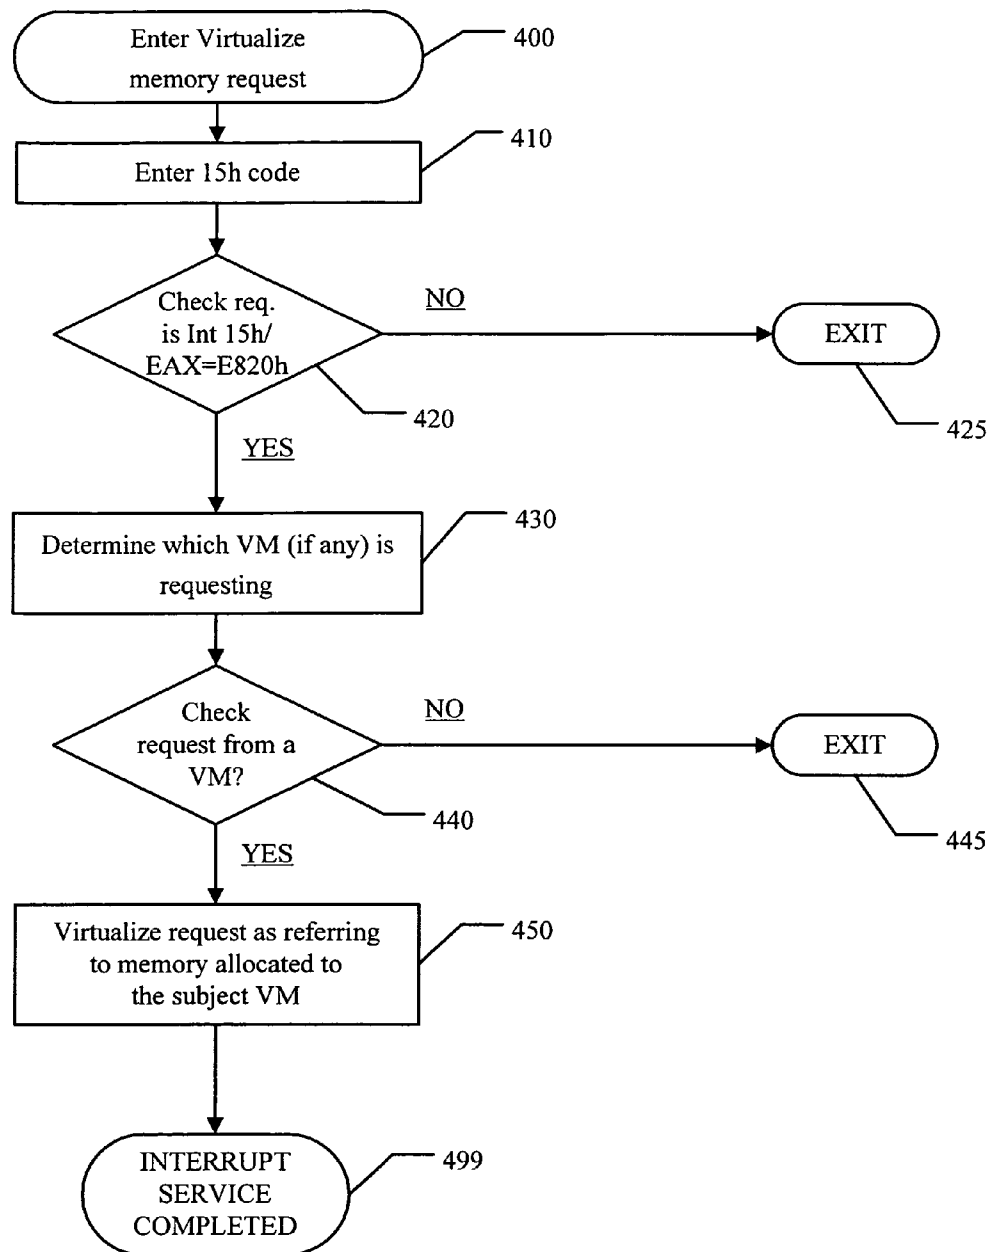 Enter Virtualize
memory request
400
Enter 15h code
410
Check req.
is Int 15h/
EAX=E820h
NO
EXIT
420
425
YES
Determine which VM (if any) is
requesting
430
Check
request from a
VM?
NO
EXIT
440
445
YES
Virtualize request as referring
to memory allocated to
the subject VM
450
INTERRUPT
SERVICE
COMPLETED
499